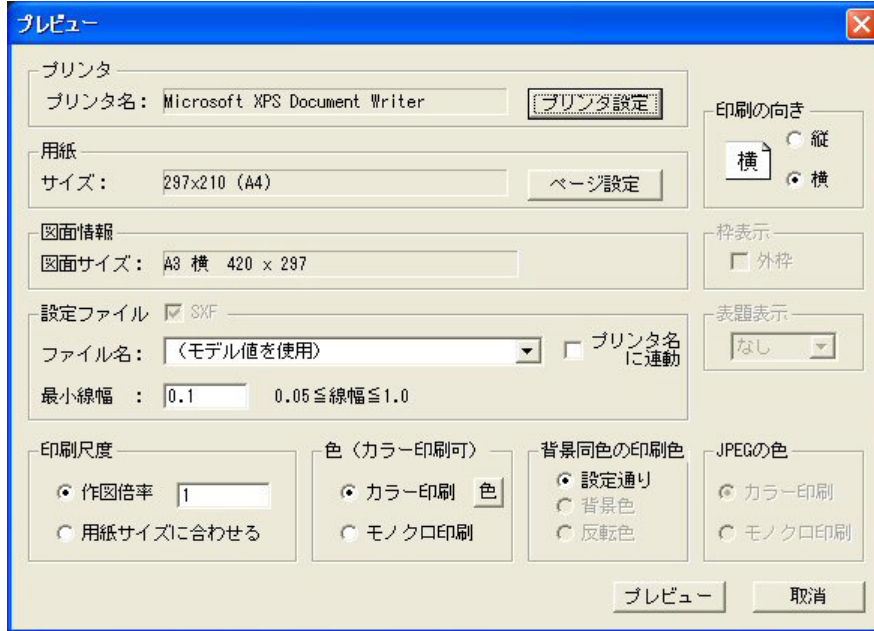 プレビュー
プリンタ
プリンタ名： Microsoft XPS Document Writer プリンタ設定
印刷の向き
横
縦
横
用紙
サイズ： 297x210 (A4) ページ設定
図面情報
図面サイズ： A3 横 420 x 297
枠表示
外枠
設定ファイル SXF
ファイル名： （モデル値を使用） プリンタ名
に連動
最小線幅 ： 0.1 0.05≦線幅≦1.0
表題表示
なし
印刷尺度
作図倍率 1
用紙サイズに合わせる
色（カラー印刷可）
カラー印刷 色
モノクロ印刷
背景同色の印刷色
設定通り
背景色
反転色
JPEGの色
カラー印刷
モノクロ印刷
プレビュー 取消